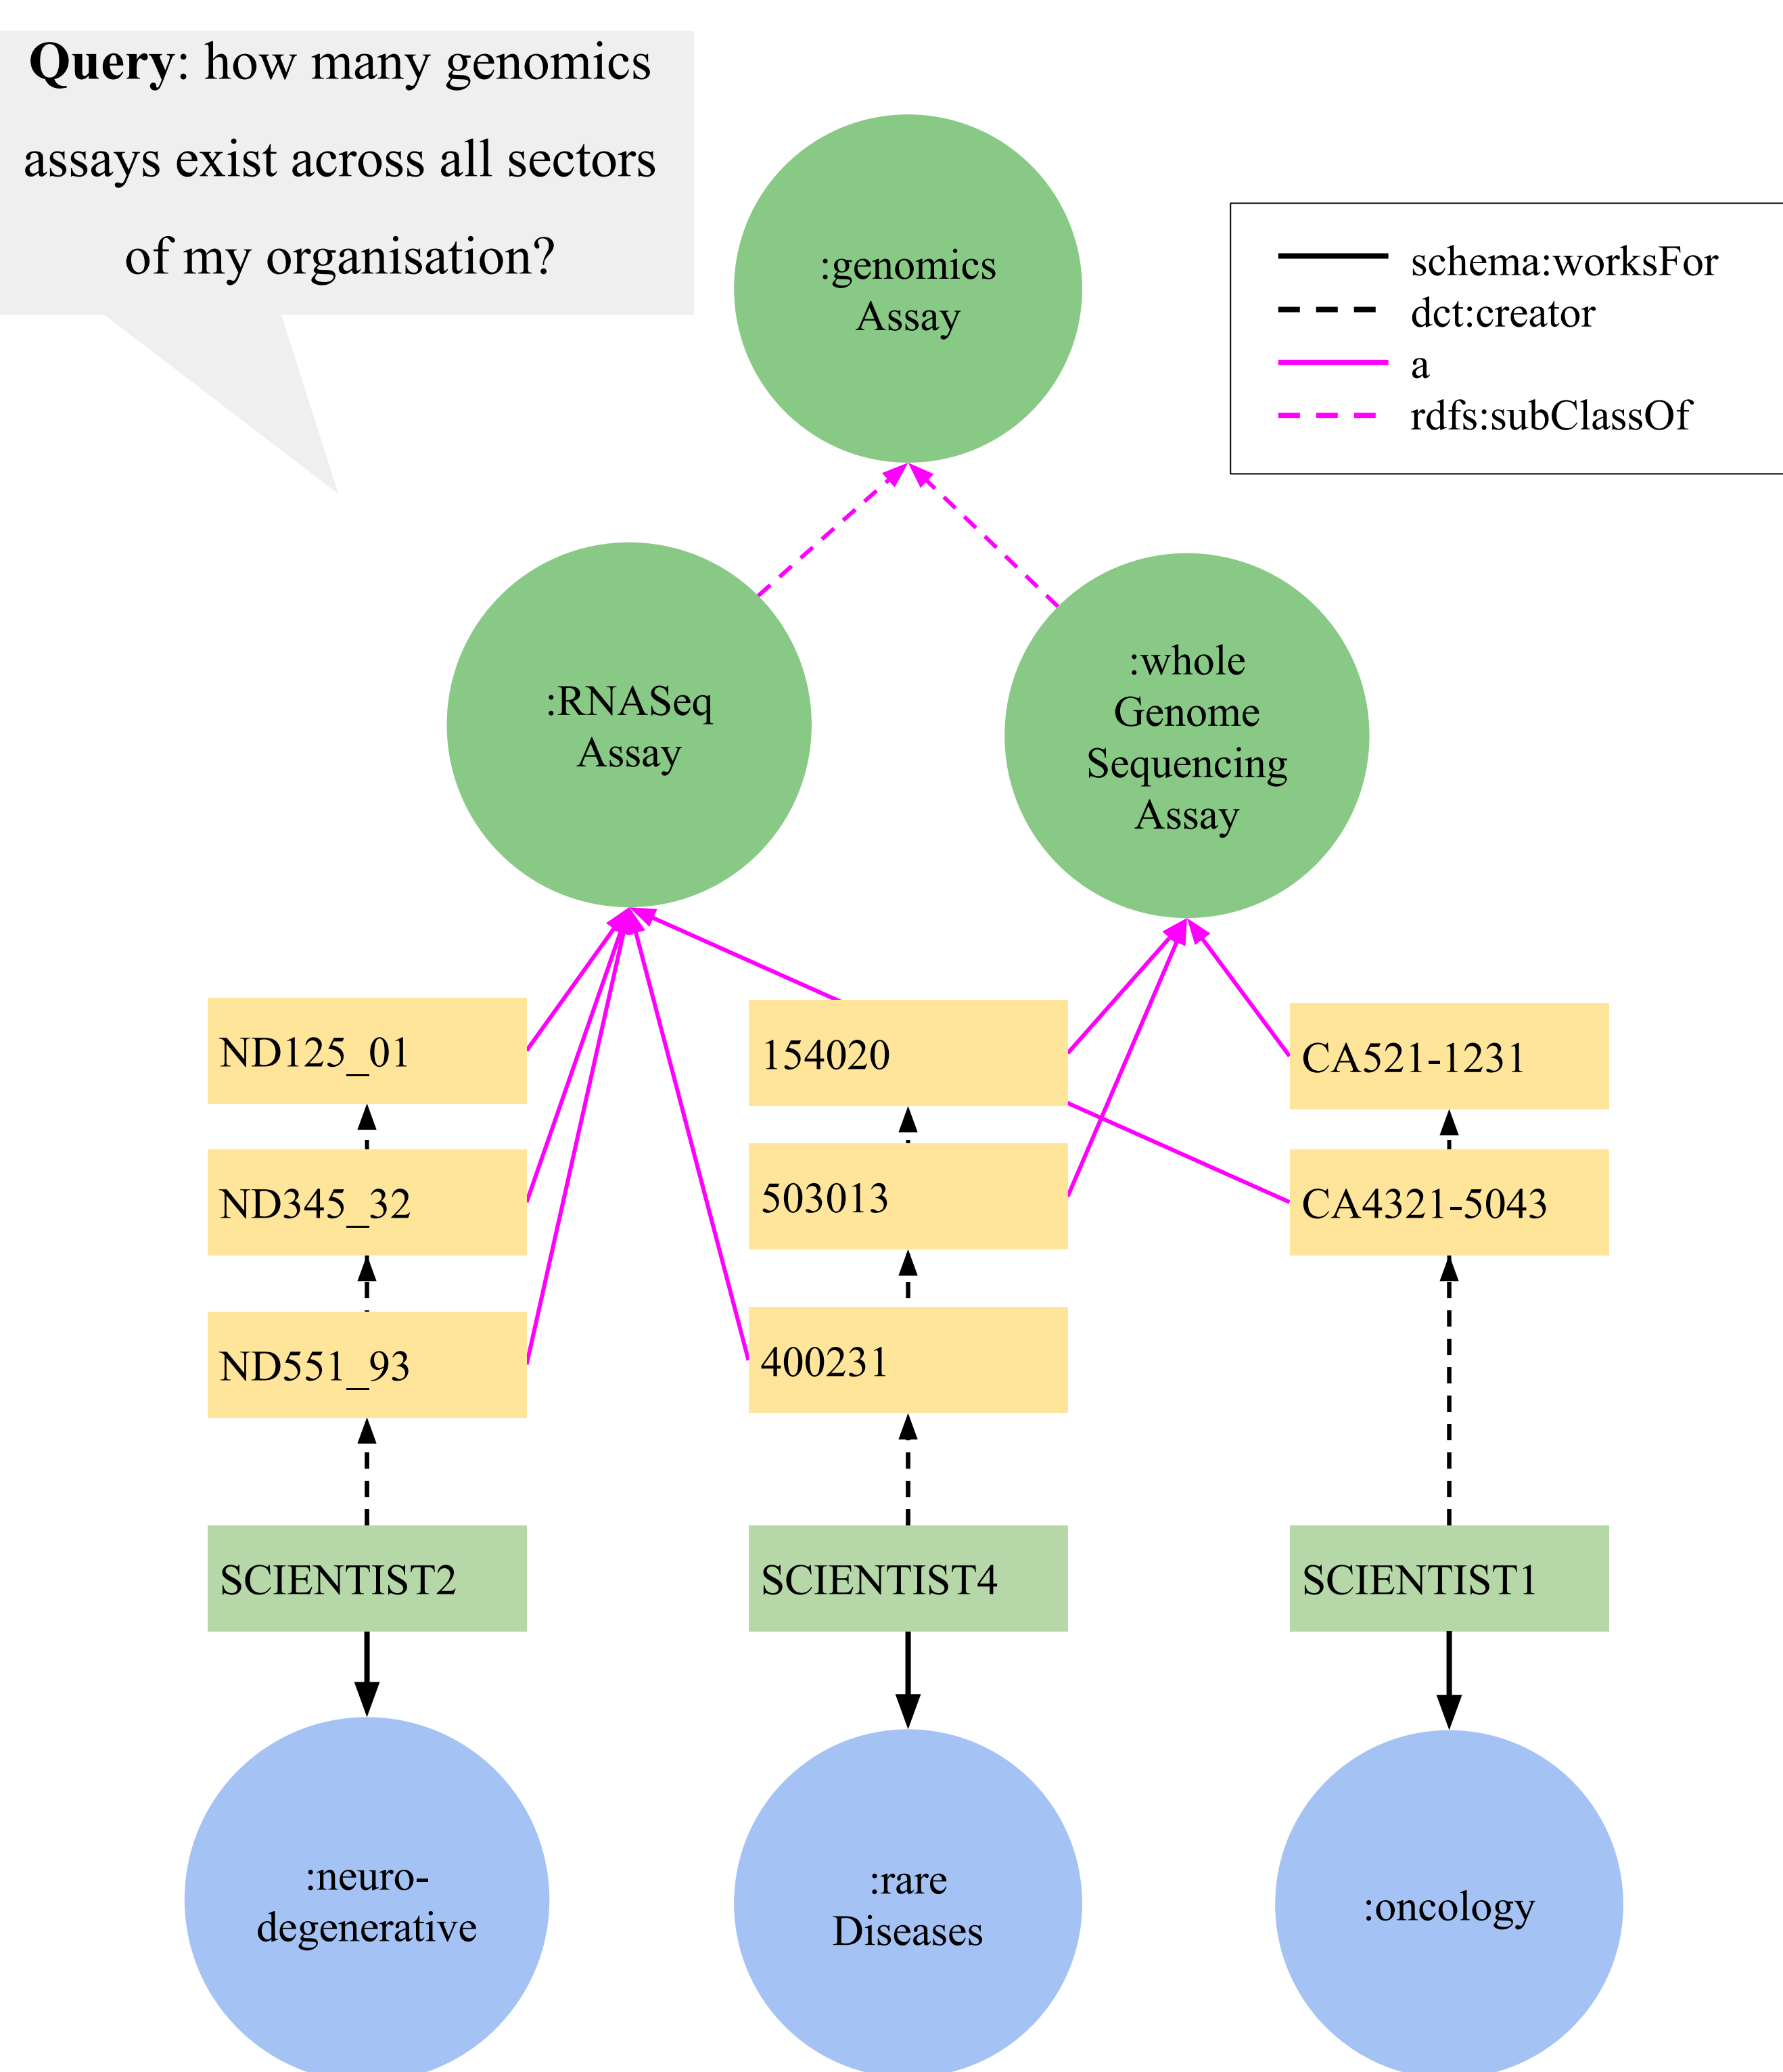 Query: how many genomics
assays exist across all sectors
of my organisation?
:genomics
Assay
schema:worksFor
dct:creator
a
rdfs:subClassOf
:RNASeq
Assay
:whole
Genome
Sequencing
Assay
ND125_01
154020
CA521-1231
ND345_32
503013
CA4321-5043
ND551_93
400231
SCIENTIST2
SCIENTIST4
SCIENTIST1
:neuro-
degenerative
:rare
Diseases
:oncology